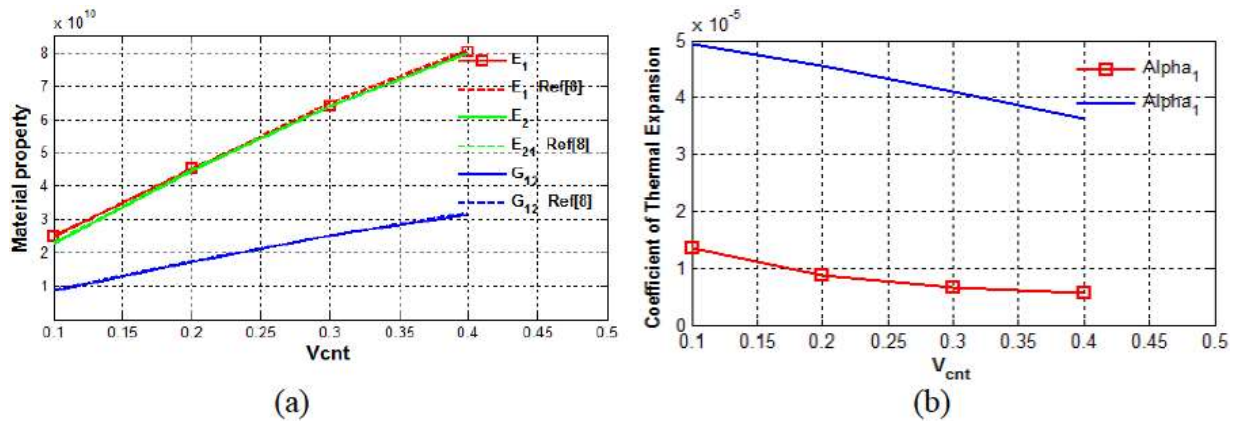 x 10¹⁰
8
7
6
5
4
3
2
1
Material property
0.1 0.15 0.2 0.25 0.3 0.35 0.4 0.45 0.5
Vcnt
E₁
E₁ Ref[8]
E₂
E₂₁ Ref[8]
G₁₂
G₁₂ Ref[8]
(a)
x 10⁻⁵
5
4
3
2
1
0
Coefficient of Thermal Expansion
0.1 0.15 0.2 0.25 0.3 0.35 0.4 0.45 0.5
V_cnt
Alpha₁
Alpha₁
(b)